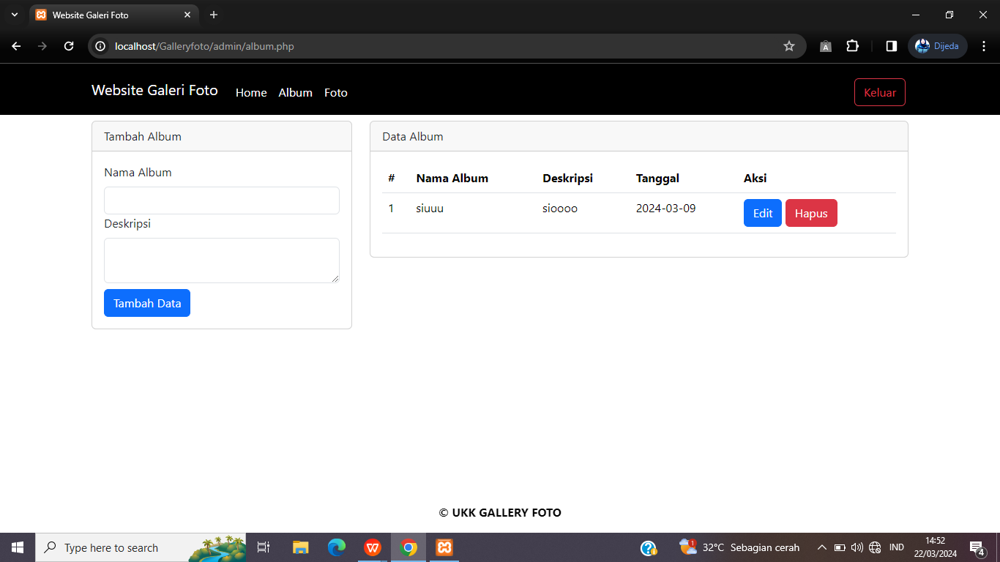 Website Galeri Foto
localhost/Galleryfoto/admin/album.php
Dijeda
Website Galeri Foto Home Album Foto Keluar
Tambah Album
Nama Album
Deskripsi
Tambah Data
Data Album
# Nama Album Deskripsi Tanggal Aksi
1 siuuu sioooo 2024-03-09 Edit Hapus
© UKK GALLERY FOTO
Type here to search
1
32°C Sebagian cerah
IND
14:52
22/03/2024
4